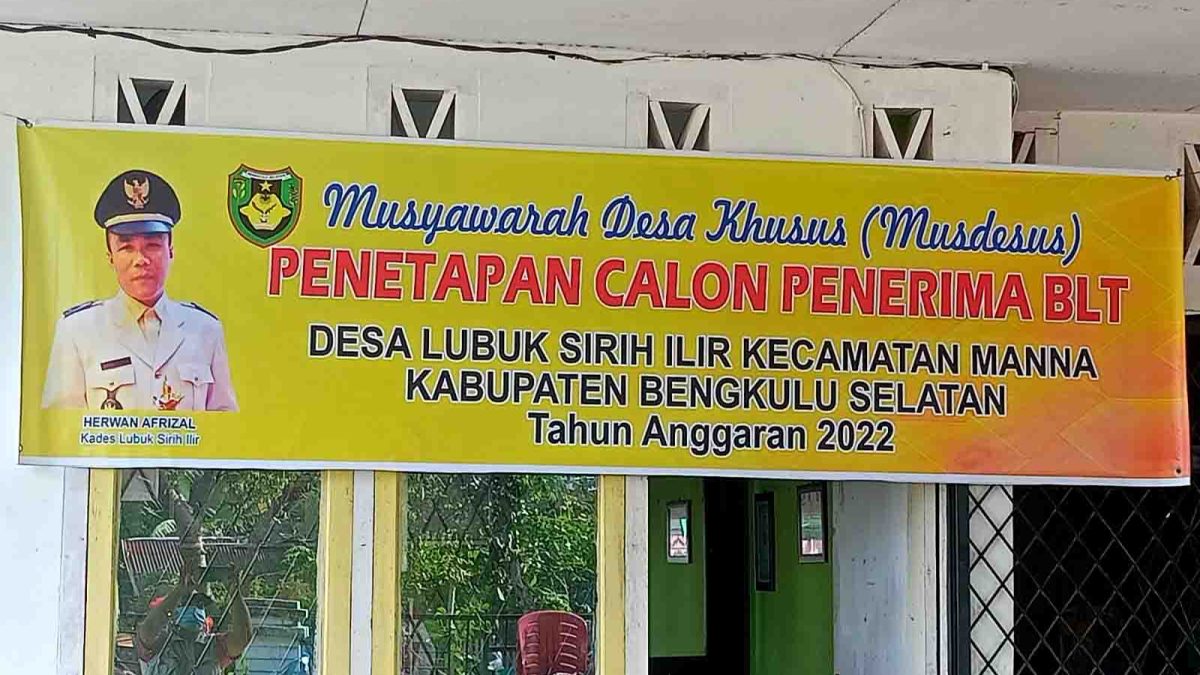 Musyawarah Desa Khusus (Musdesus)
PENETAPAN CALON PENERIMA BLT
DESA LUBUK SIRIH ILIR KECAMATAN MANNA
KABUPATEN BENGKULU SELATAN
Tahun Anggaran 2022
HERWAN AFRIZAL
Kades Lubuk Sirih Ilir